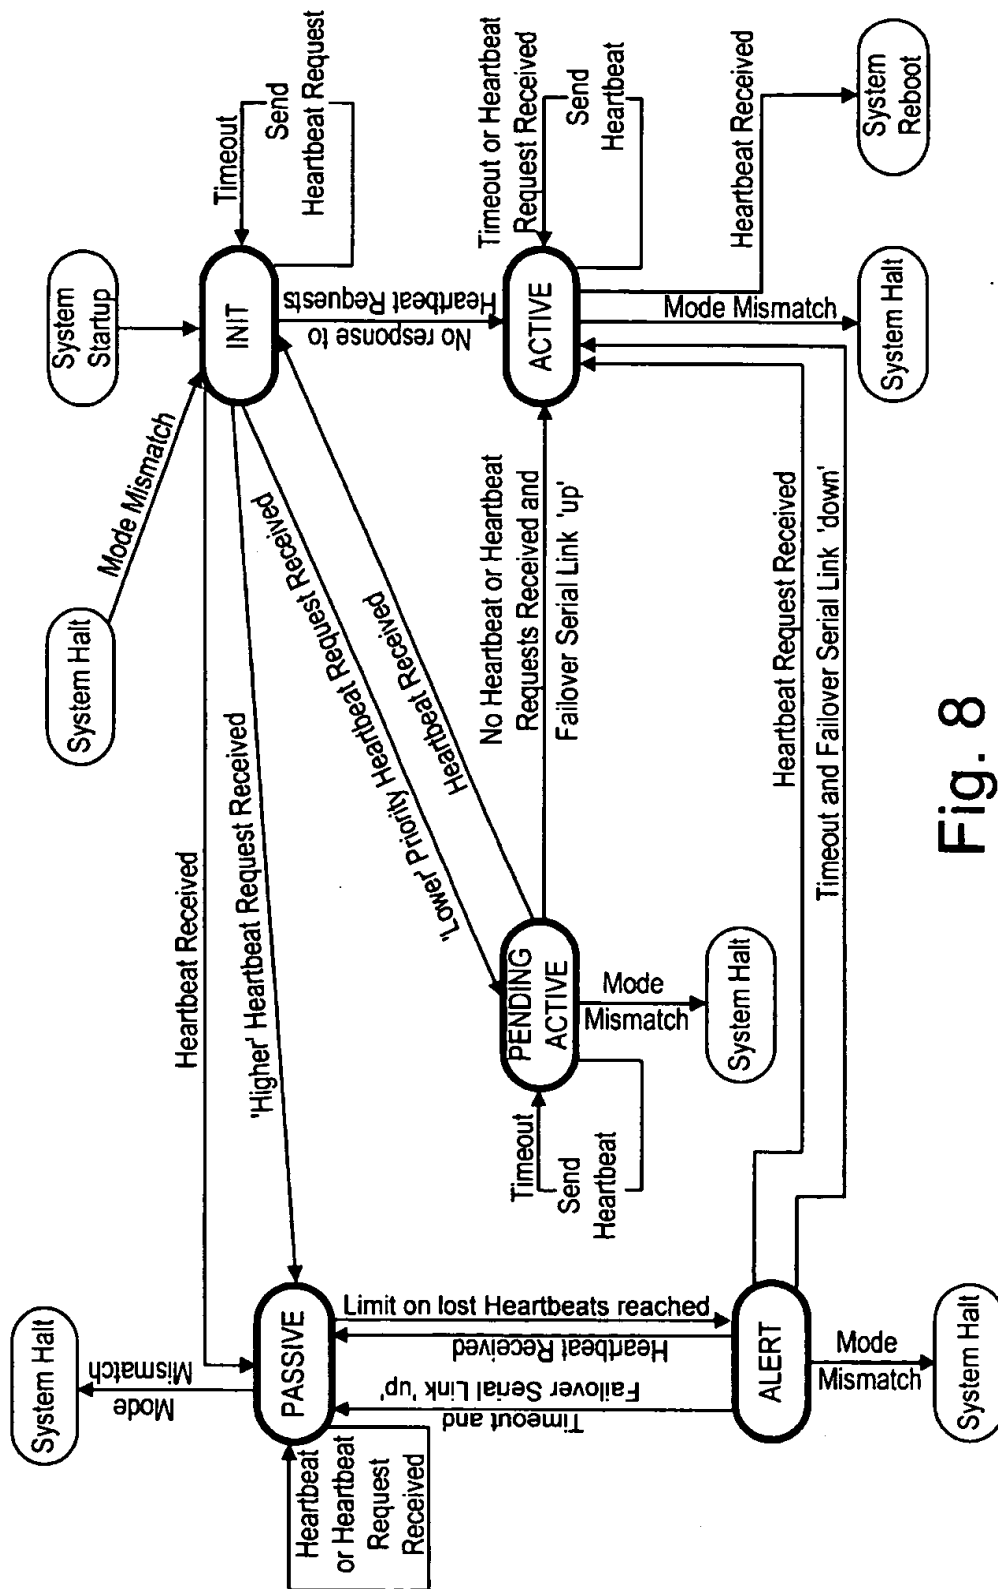 System Halt
Mode
Mismatch
Heartbeat Received
System Halt
Mode Mismatch
System
Startup
PASSIVE
'Higher' Heartbeat Request Received
INIT
Timeout
Send
Heartbeat Request
Heartbeat
or Heartbeat
Request
Received
Limit on lost Heartbeats reached
Heartbeat Received
Timeout and
Failover Serial Link 'up'
'Lower' Priority Heartbeat Request Received
Heartbeat Received
No response to
Heartbeat Requests
Timeout
Send
Heartbeat
PENDING
ACTIVE
No Heartbeat or Heartbeat
Requests Received and
Failover Serial Link 'up'
ACTIVE
Timeout or Heartbeat
Request Received
Send
Heartbeat
Mode
Mismatch
System Halt
Mode Mismatch
System Halt
Heartbeat Received
System
Reboot
ALERT
Heartbeat Request Received
Timeout and Failover Serial Link 'down'
Mode
Mismatch
System Halt
Fig. 8